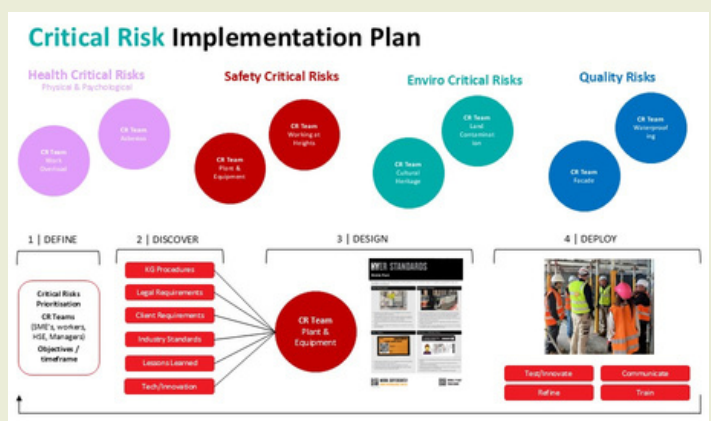 Critical Risk Implementation Plan
Health Critical Risks
Physical & Psychological
Safety Critical Risks
Enviro Critical Risks
Quality Risks
CR Team
Work
Overload
CR Team
Asbestos
CR Team
Plant &
Equipment
CR Team
Working at
Heights
CR Team
Cultural
Heritage
CR Team
Land
Contaminat
ion
CR Team
Facade
CR Team
Waterproof
ing
1 | DEFINE
2 | DISCOVER
3 | DESIGN
4 | DEPLOY
Critical Risks
Prioritisation
CR Teams
(SME's, workers,
HSE, Managers)
Objectives /
timeframe
KG Procedures
Legal Requirements
Client Requirements
Industry Standards
Lessons Learned
Tech/Innovation
CR Team
Plant &
Equipment
STANDARDS
Test/Innovate
Communicate
Refine
Train